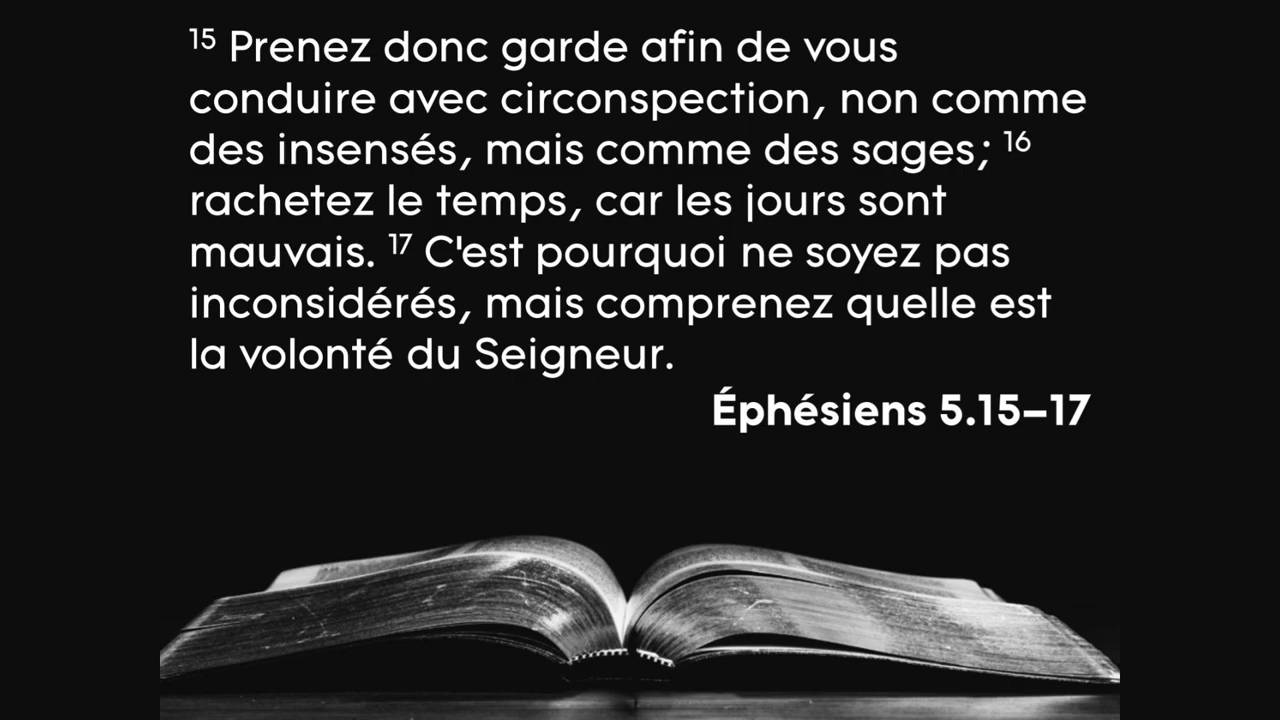 15 Prenez donc garde afin de vous
conduire avec circonspection, non comme
des insensés, mais comme des sages; 16
rachetez le temps, car les jours sont
mauvais. 17 C'est pourquoi ne soyez pas
inconsidérés, mais comprenez quelle est
la volonté du Seigneur.
Éphésiens 5.15–17